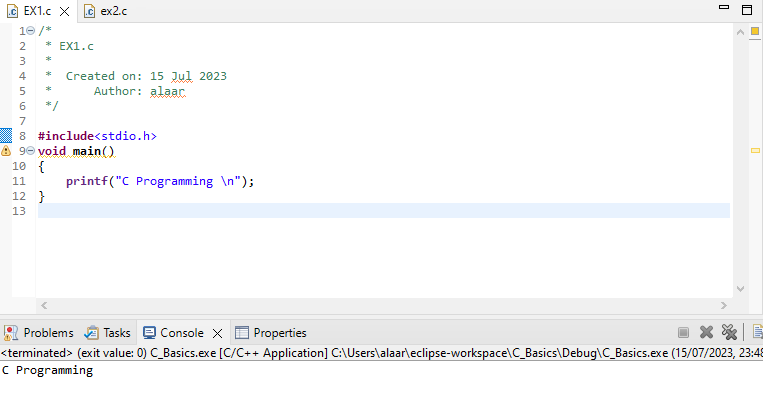 EX1.c ex2.c
1 /*
2 * EX1.c
3 *
4 * Created on: 15 Jul 2023
5 * Author: alaar
6 */
7
8 #include<stdio.h>
9 void main()
10 {
11 printf("C Programming \n");
12 }
13
Problems Tasks Console Properties
<terminated> (exit value: 0) C_Basics.exe [C/C++ Application] C:\Users\alaar\eclipse-workspace\C_Basics\Debug\C_Basics.exe (15/07/2023, 23:48
C Programming